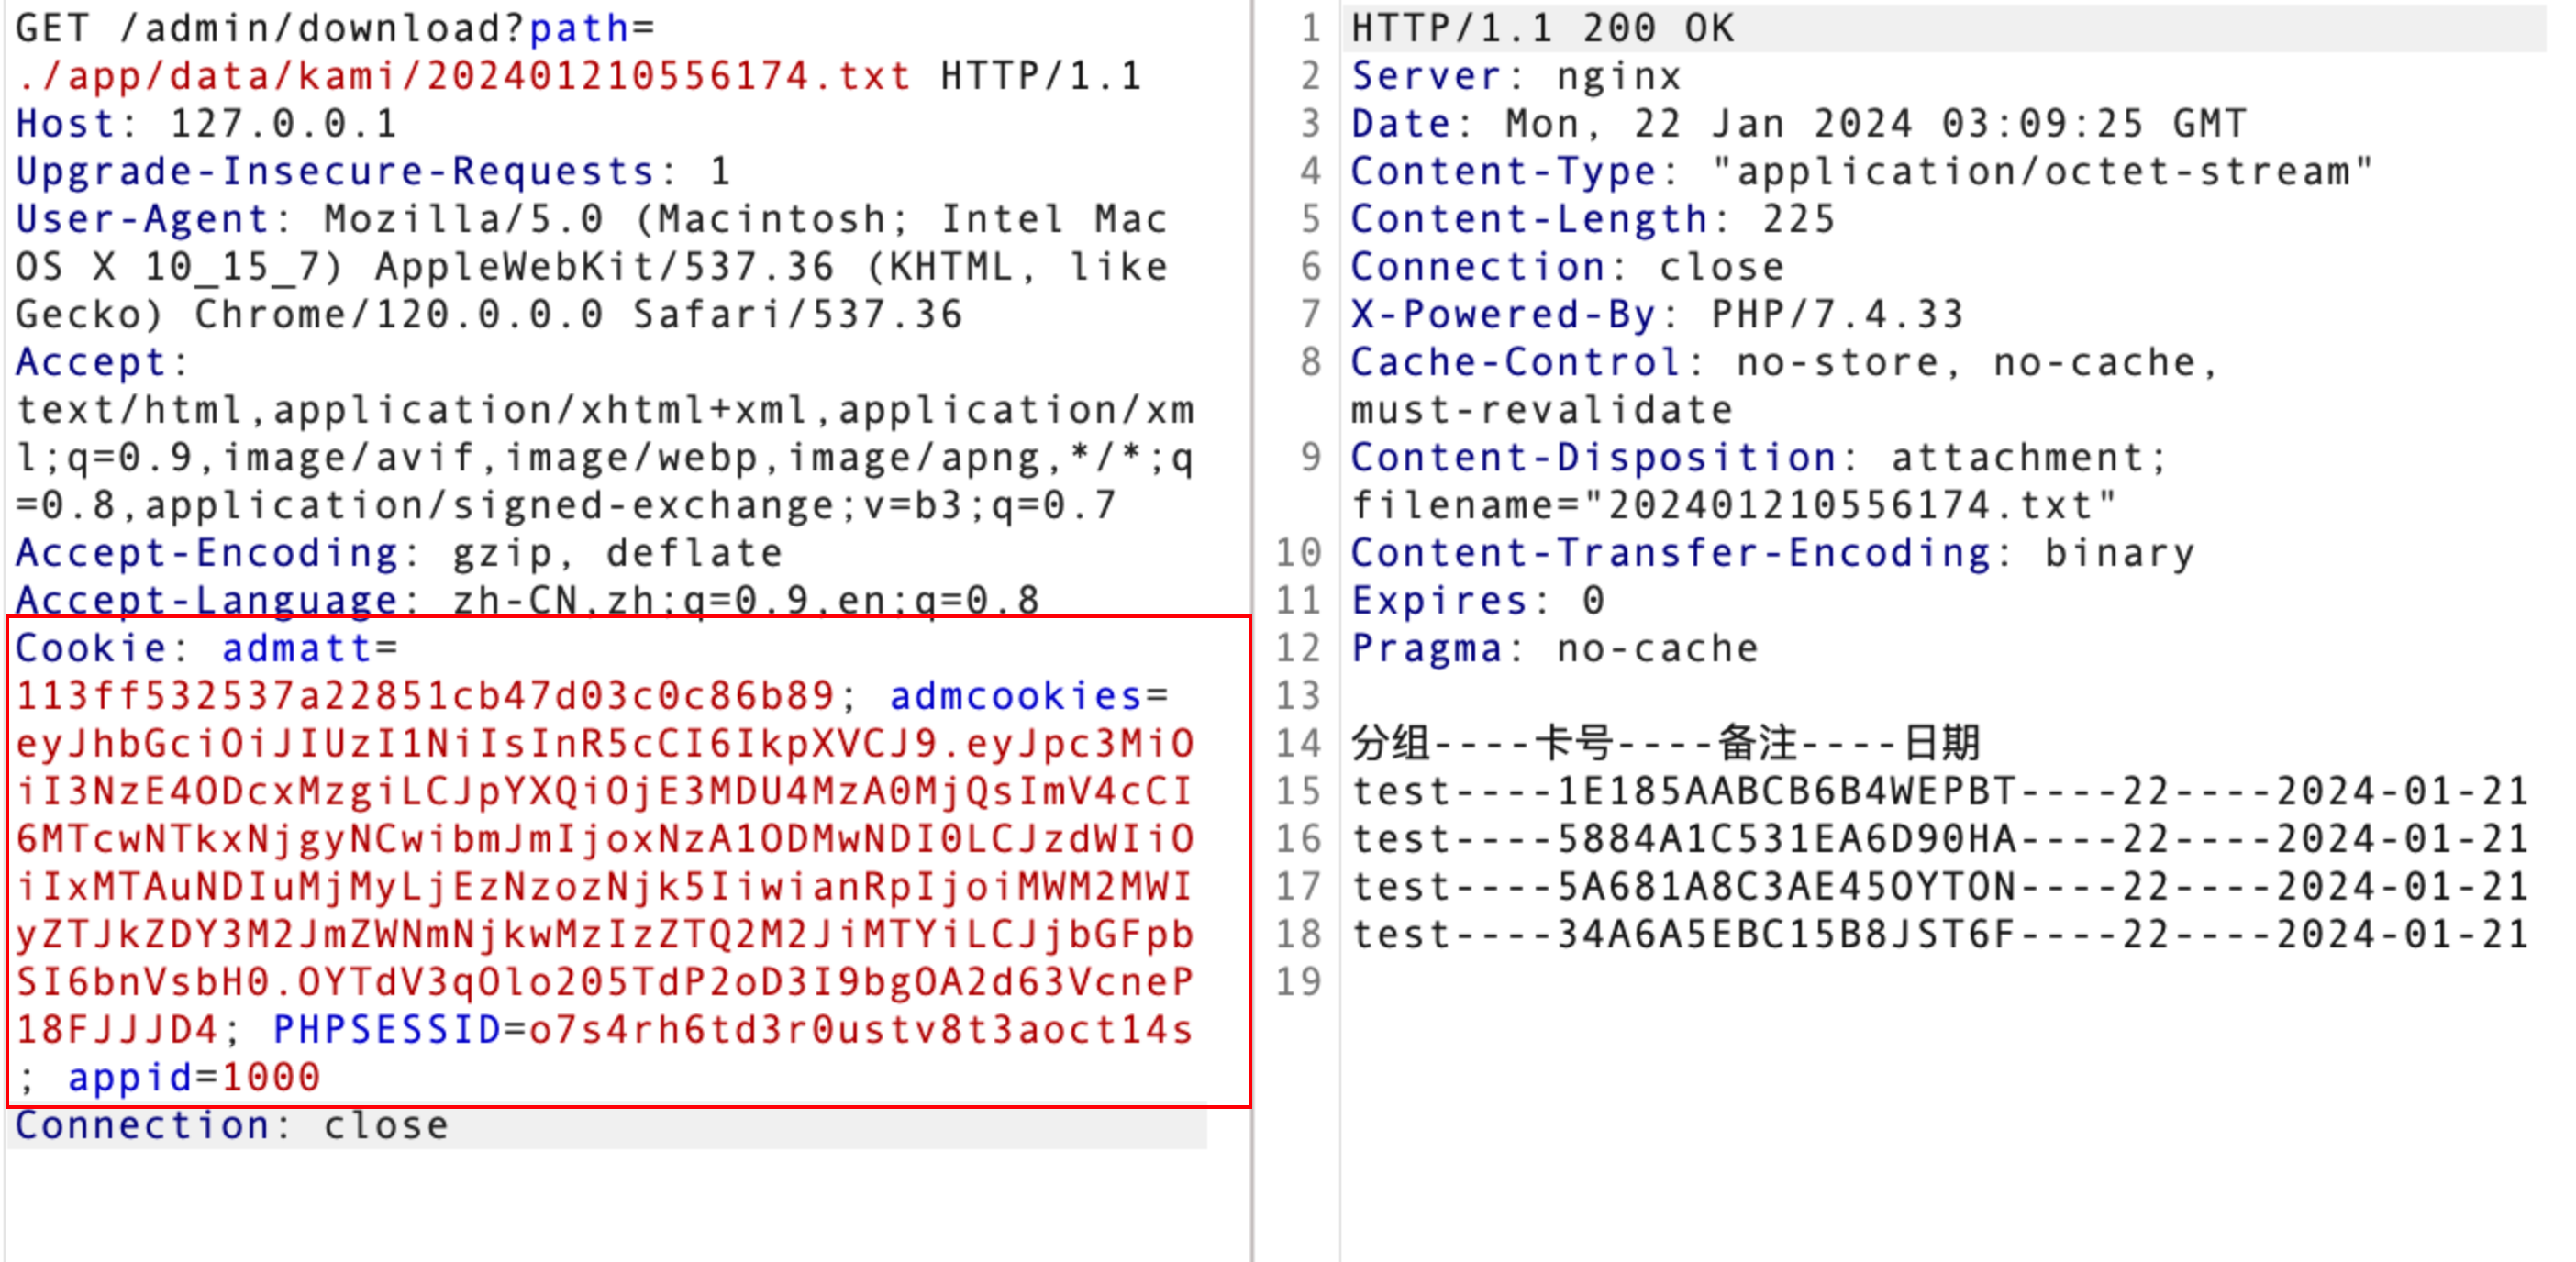 GET /admin/download?path=
./app/data/kami/202401210556174.txt HTTP/1.1
Host: 127.0.0.1
Upgrade-Insecure-Requests: 1
User-Agent: Mozilla/5.0 (Macintosh; Intel Mac
OS X 10_15_7) AppleWebKit/537.36 (KHTML, like
Gecko) Chrome/120.0.0.0 Safari/537.36
Accept:
text/html,application/xhtml+xml,application/xm
l;q=0.9,image/avif,image/webp,image/apng,*/*;q
=0.8,application/signed-exchange;v=b3;q=0.7
Accept-Encoding: gzip, deflate
Accept-Language: zh-CN,zh;q=0.9,en;q=0.8
Cookie: admatt=
113ff532537a22851cb47d03c0c86b89; admcookies=
eyJhbGciOiJIUzI1NiIsInR5cCI6IkpXVCJ9.eyJpc3MiO
iI3NzE4ODcxMzgiLCJpYXQiOjE3MDU4MzA0MjQsImV4cCI
6MTcwNTkxNjgyNCwibmJmIjoxNzA1ODMwNDI0LCJzdWIiO
iIxMTAuNDIuMjMyLjEzNzozNjk5IiwianRpIjoiMWM2MWI
yZTJkZDY3M2JmZWNmNjkwMzIzZTQ2M2JiMTYiLCJjbGFpb
SI6bnVsbH0.OYTdV3qOlo205TdP2oD3I9bgOA2d63VcneP
18FJJJD4; PHPSESSID=o7s4rh6td3r0ustv8t3aoct14s
; appid=1000
Connection: close
1 HTTP/1.1 200 OK
2 Server: nginx
3 Date: Mon, 22 Jan 2024 03:09:25 GMT
4 Content-Type: "application/octet-stream"
5 Content-Length: 225
6 Connection: close
7 X-Powered-By: PHP/7.4.33
8 Cache-Control: no-store, no-cache,
must-revalidate
9 Content-Disposition: attachment;
filename="202401210556174.txt"
10 Content-Transfer-Encoding: binary
11 Expires: 0
12 Pragma: no-cache
13
14 分组----卡号----备注----日期
15 test----1E185AABCB6B4WEPBT----22----2024-01-21
16 test----5884A1C531EA6D90HA----22----2024-01-21
17 test----5A681A8C3AE45OYTON----22----2024-01-21
18 test----34A6A5EBC15B8JST6F----22----2024-01-21
19